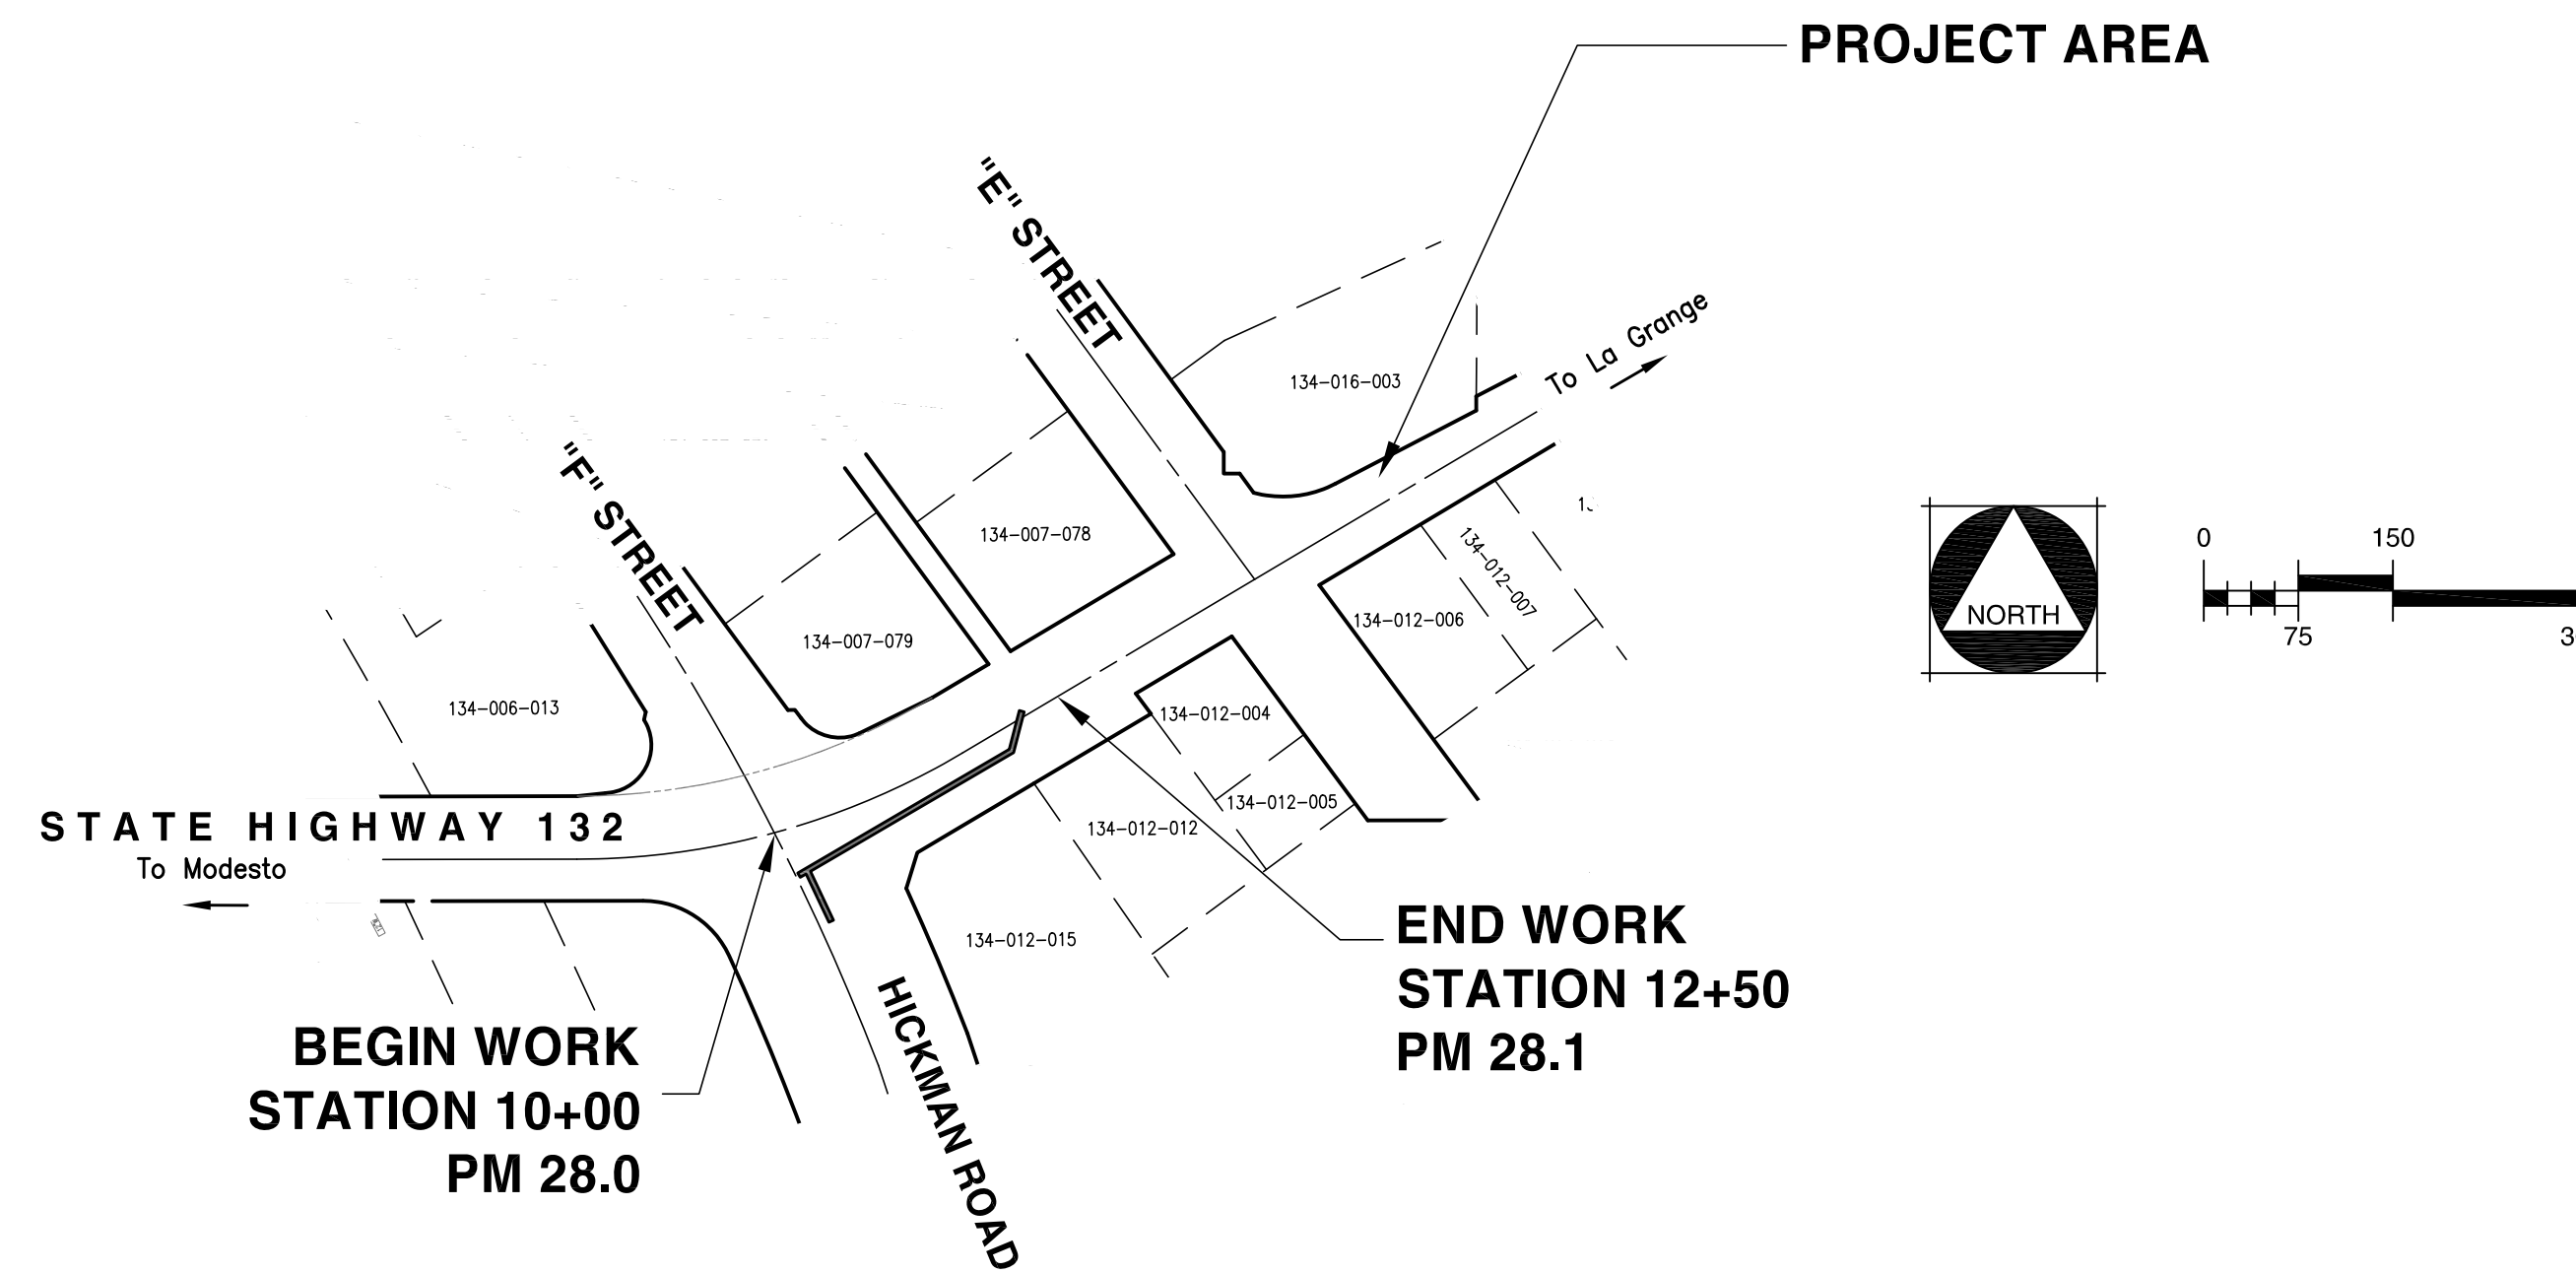 PROJECT AREA
"E" STREET
To La Grange
134-016-003
"F" STREET
134-007-078
134-012-007
134-012-006
NORTH
0
150
75
134-007-079
134-006-013
134-012-004
134-012-005
134-012-012
STATE HIGHWAY 132
To Modesto
134-012-015
END WORK
STATION 12+50
PM 28.1
BEGIN WORK
STATION 10+00
PM 28.0
HICKMAN ROAD